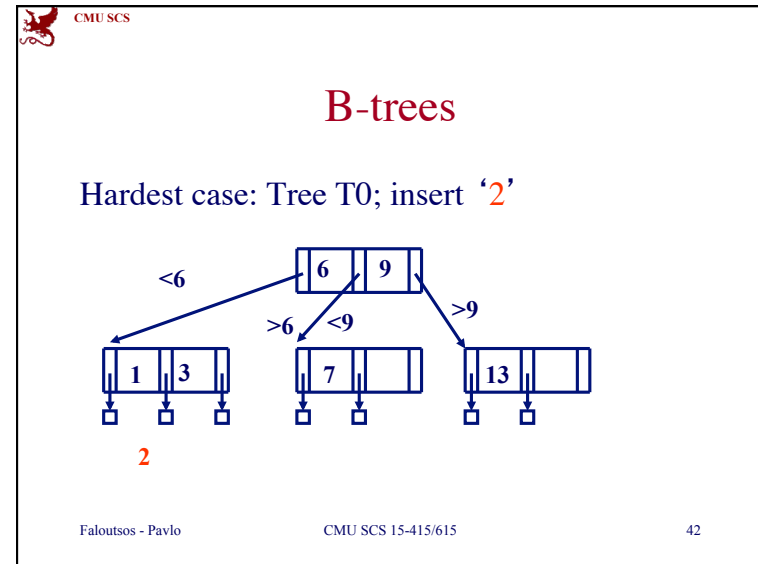 CMU SCS
B-trees
Hardest case: Tree T0; insert ‘2’
6 9
<6
>6 <9
>9
1 3
7
13
2
Faloutsos - Pavlo CMU SCS 15-415/615 42